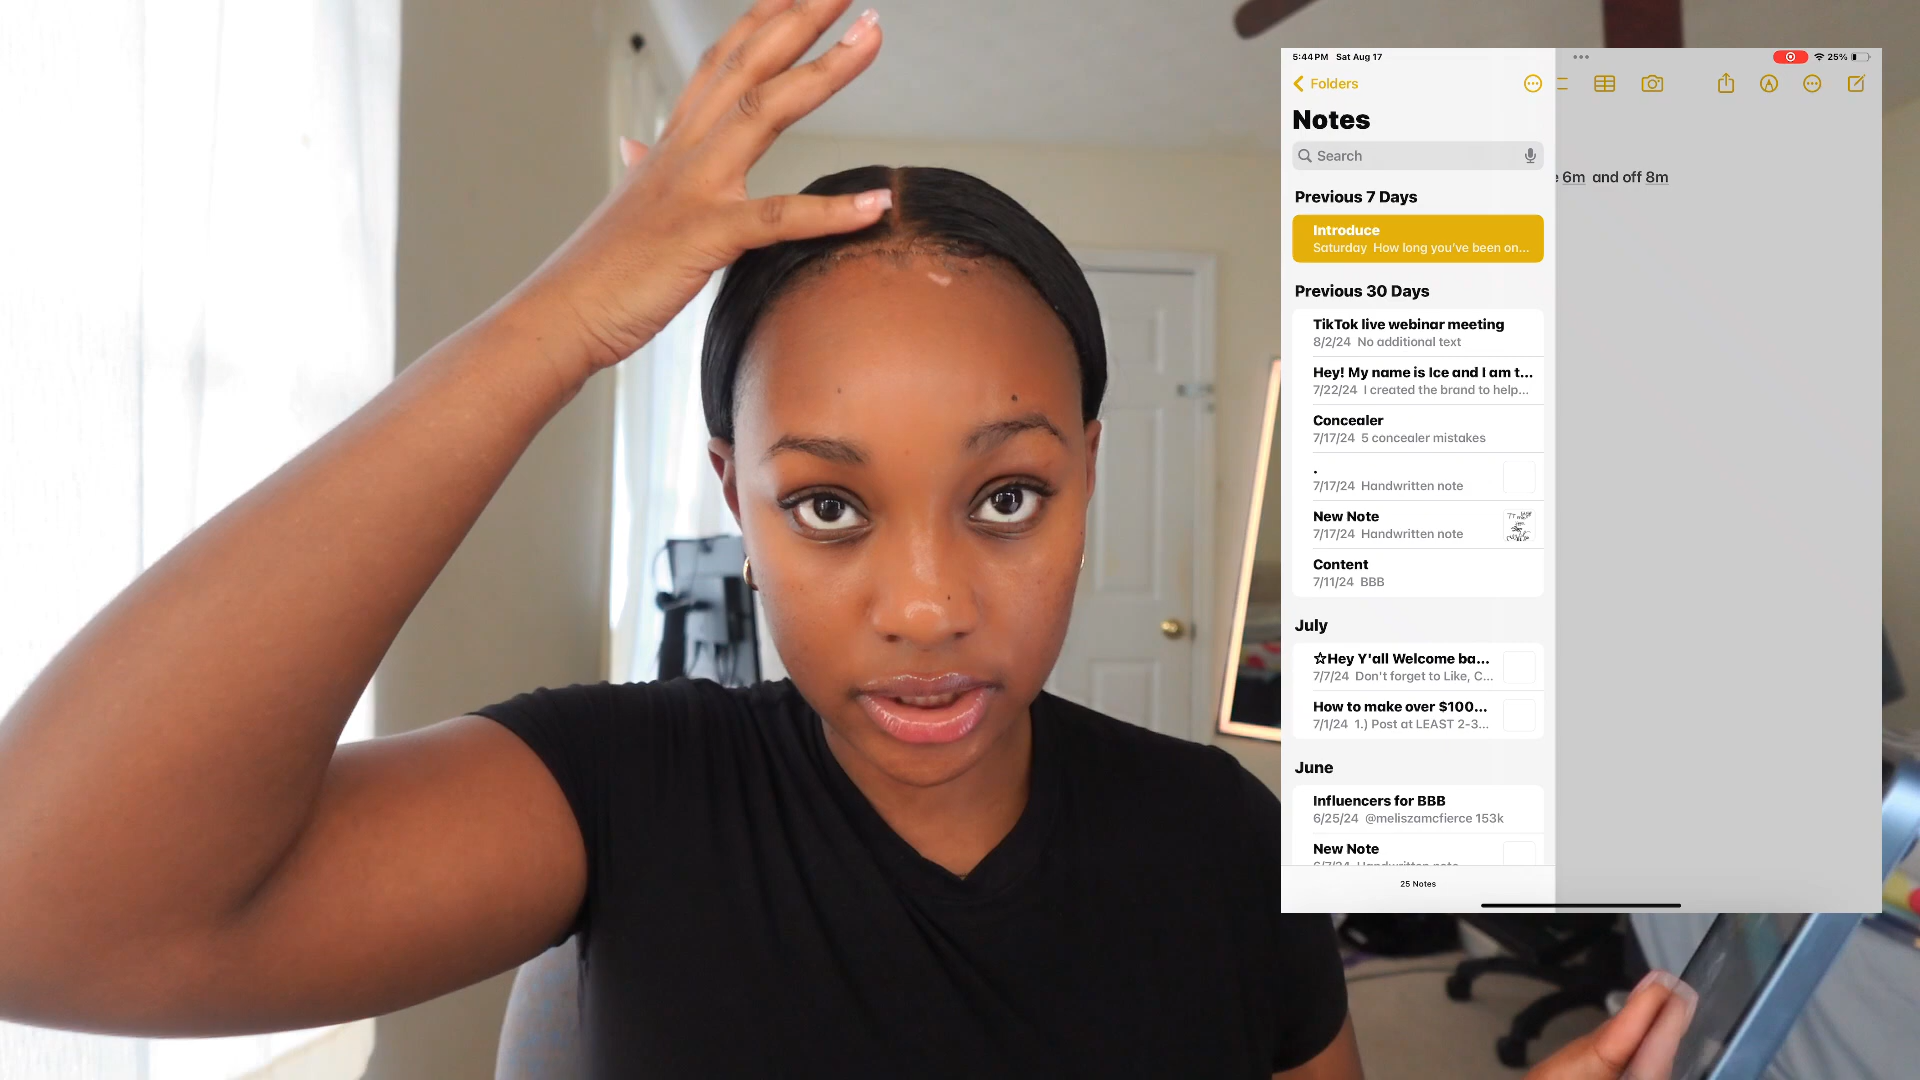 5:44 PM Sat Aug 17
25%
Folders
Notes
Search
6m and off 8m
Previous 7 Days
Introduce
Saturday How long you've been on...
Previous 30 Days
TikTok live webinar meeting
8/2/24 No additional text
Hey! My name is Ice and I am t...
7/22/24 I created the brand to help...
Concealer
7/17/24 5 concealer mistakes
.
7/17/24 Handwritten note
New Note
7/17/24 Handwritten note
Content
7/11/24 BBB
July
☆Hey Y'all Welcome ba...
7/7/24 Don't forget to Like, C...
How to make over $100...
7/1/24 1.) Post at LEAST 2-3...
June
Influencers for BBB
6/25/24 @meliszamcfierce 153k
New Note
6/7/24 Handwritten note
25 Notes